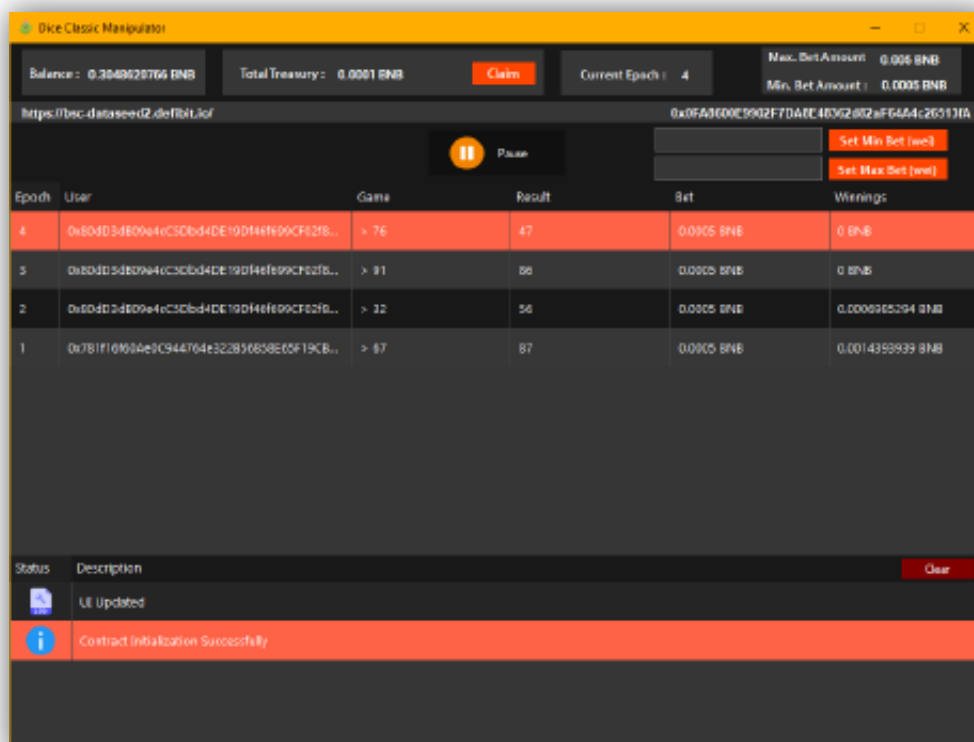 Dice Classic Manipulator
Balance : 0.3048620766 BNB Total Treasury : 0.0001 BNB Claim Current Epoch : 4 Max. Bet Amount 0.006 BNB
Min. Bet Amount : 0.0005 BNB
https://bsc-dataseed2.defibit.io/
Pause Set Min Bet (wei)
Set Max Bet (wei)
Epoch User Game Result Bet Winnings
4 > 76 47 0.0005 BNB 0 BNB
3 > 91 86 0.0005 BNB 0 BNB
2 > 32 56 0.0005 BNB 0.0006985294 BNB
1 > 67 87 0.0005 BNB 0.0014393939 BNB
Status Description Clear
UI Updated
Contract Initialization Successfully